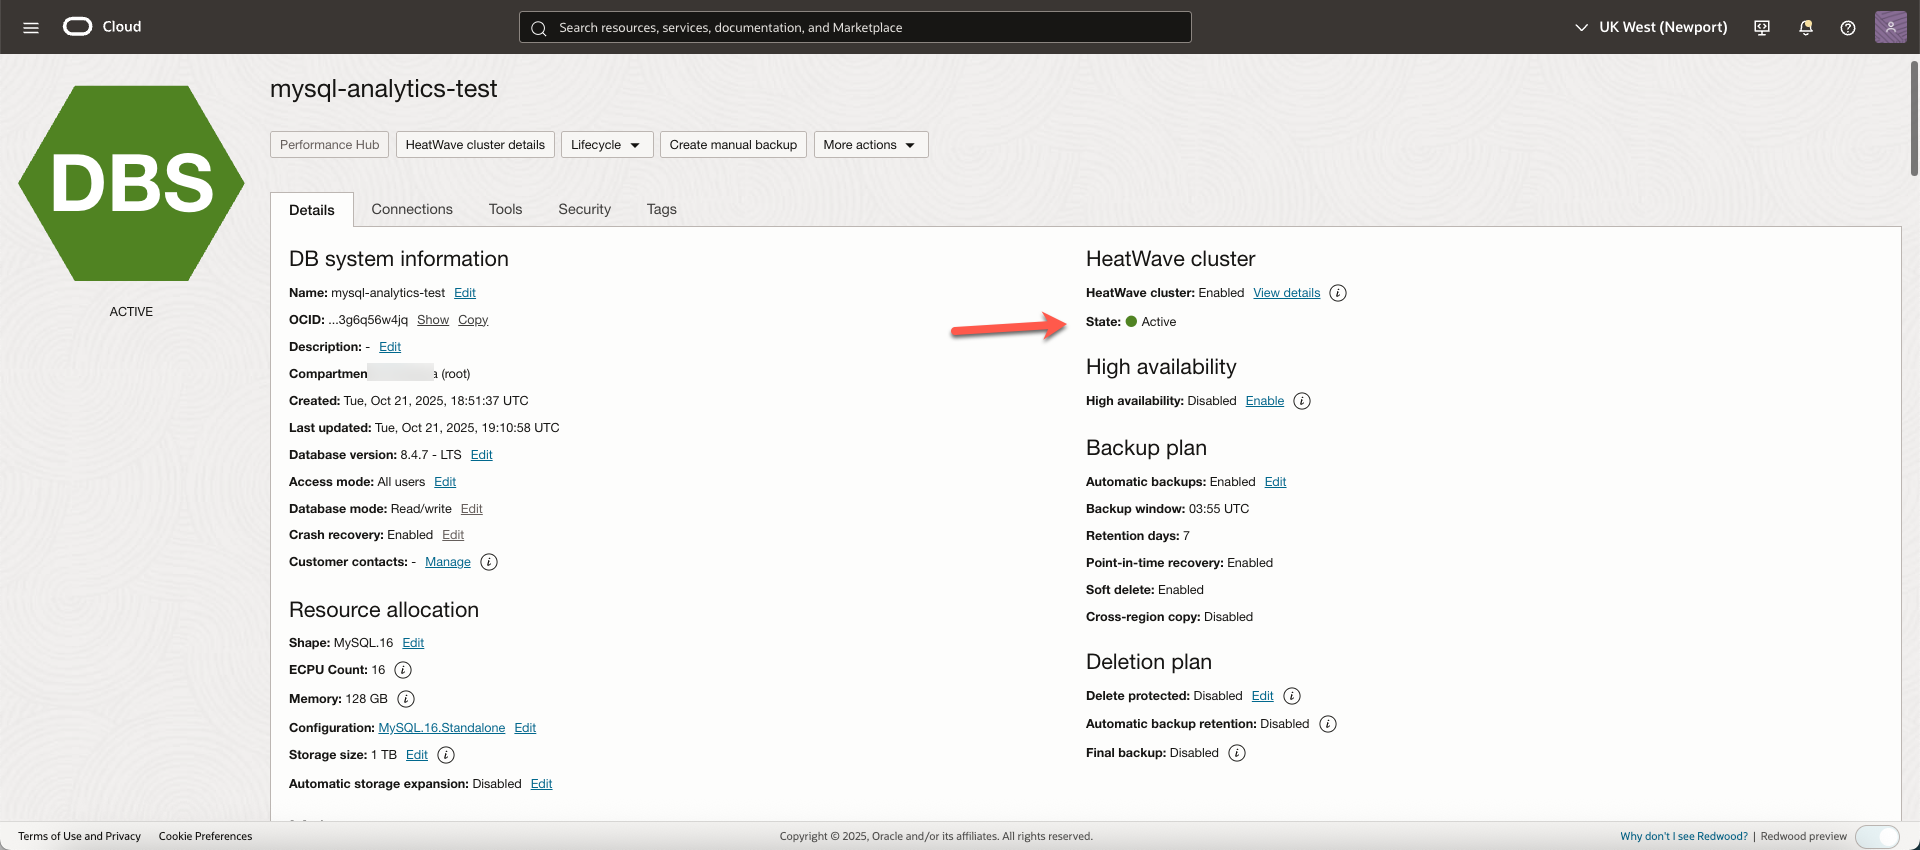 Cloud
Search resources, services, documentation, and Marketplace
UK West (Newport)
DBS
ACTIVE
mysql-analytics-test
Performance Hub
HeatWave cluster details
Lifecycle
Create manual backup
More actions
Details
Connections
Tools
Security
Tags
DB system information
Name: mysql-analytics-test Edit
OCID: ...3g6q56w4jq Show Copy
Description: - Edit
Compartmen a (root)
Created: Tue, Oct 21, 2025, 18:51:37 UTC
Last updated: Tue, Oct 21, 2025, 19:10:58 UTC
Database version: 8.4.7 - LTS Edit
Access mode: All users Edit
Database mode: Read/write Edit
Crash recovery: Enabled Edit
Customer contacts: - Manage
Resource allocation
Shape: MySQL.16 Edit
ECPU Count: 16
Memory: 128 GB
Configuration: MySQL.16.Standalone Edit
Storage size: 1 TB Edit
Automatic storage expansion: Disabled Edit
HeatWave cluster
HeatWave cluster: Enabled View details
State: Active
High availability
High availability: Disabled Enable
Backup plan
Automatic backups: Enabled Edit
Backup window: 03:55 UTC
Retention days: 7
Point-in-time recovery: Enabled
Soft delete: Enabled
Cross-region copy: Disabled
Deletion plan
Delete protected: Disabled Edit
Automatic backup retention: Disabled
Final backup: Disabled
Terms of Use and Privacy
Cookie Preferences
Copyright © 2025, Oracle and/or its affiliates. All rights reserved.
Why don't I see Redwood? | Redwood preview